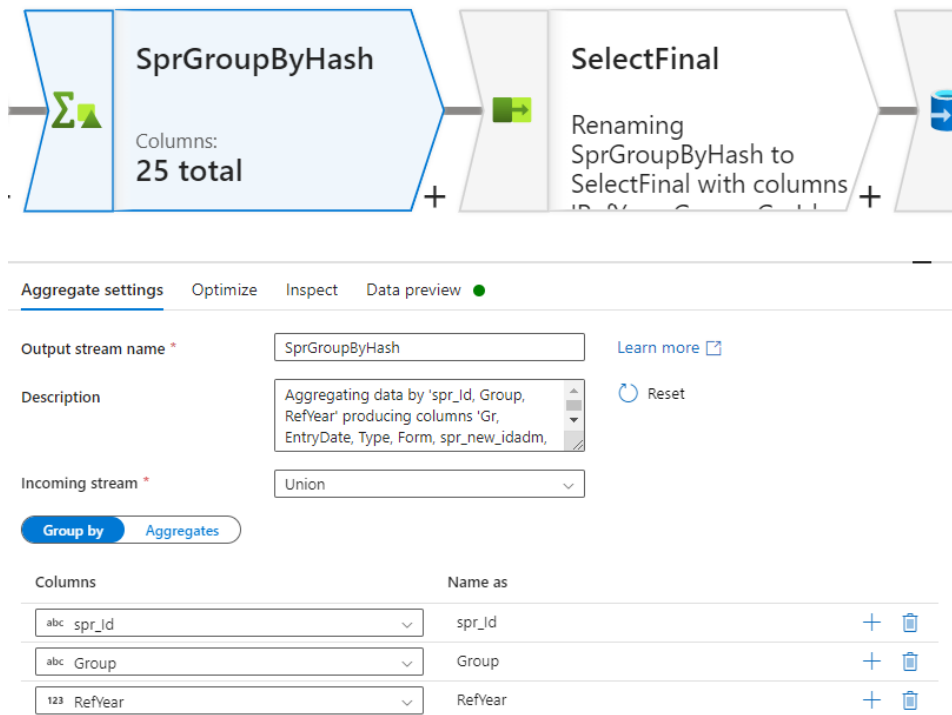 SprGroupByHash
Columns:
25 total
SelectFinal
Renaming
SprGroupByHash to
SelectFinal with columns
Aggregate settings
Optimize
Inspect
Data preview
Output stream name *
SprGroupByHash
Learn more
Description
Aggregating data by 'spr_Id, Group,
RefYear' producing columns 'Gr,
EntryDate, Type, Form, spr_new_idadm,
Reset
Incoming stream *
Union
Group by
Aggregates
Columns
Name as
abc spr_Id
spr_Id
abc Group
Group
123 RefYear
RefYear